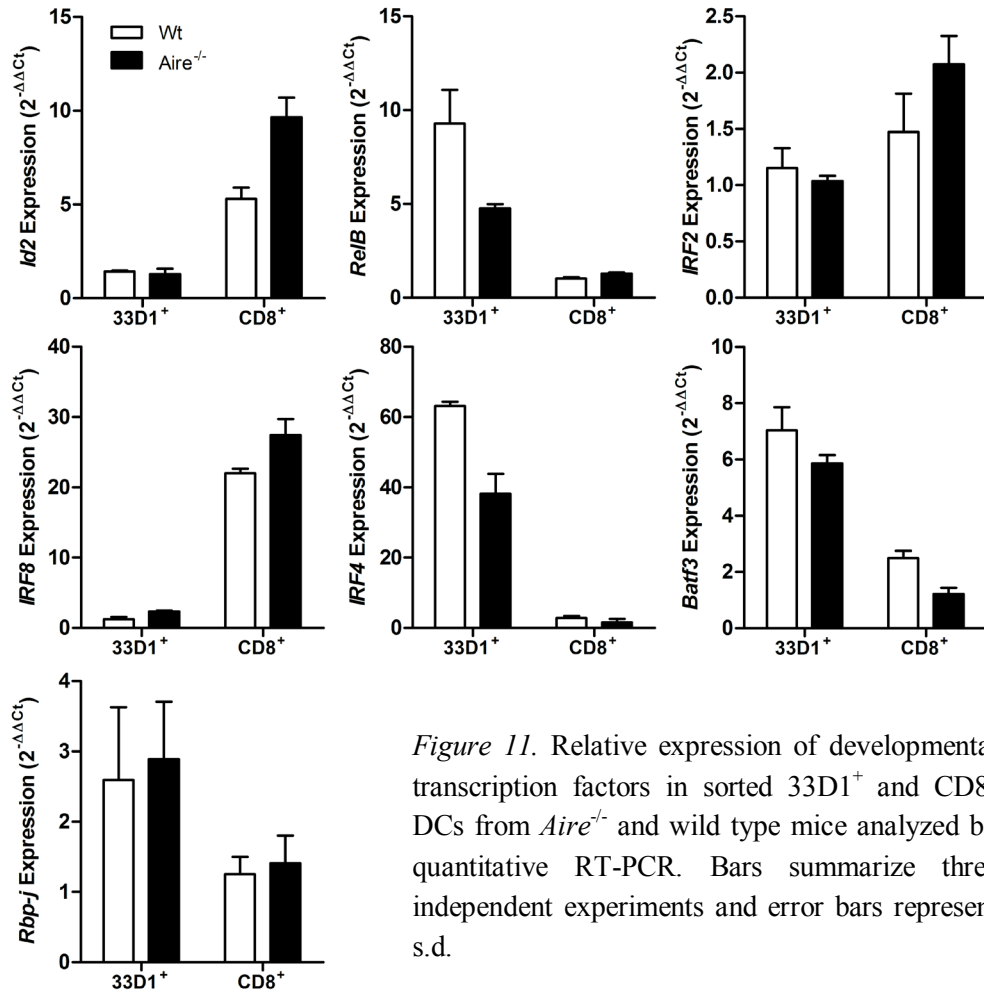 Wt
Aire-/-
Id2 Expression (2-ΔΔCt)
15
10
5
0
33D1+ CD8+
RelB Expression (2-ΔΔCt)
15
10
5
0
33D1+ CD8+
IRF2 Expression (2-ΔΔCt)
2.5
2.0
1.5
1.0
0.5
0.0
33D1+ CD8+
IRF8 Expression (2-ΔΔCt)
40
30
20
10
0
33D1+ CD8+
IRF4 Expression (2-ΔΔCt)
80
60
40
20
0
33D1+ CD8+
Batf3 Expression (2-ΔΔCt)
10
8
6
4
2
0
33D1+ CD8+
Rbp-j Expression (2-ΔΔCt)
4
3
2
1
0
33D1+ CD8+
Figure 11. Relative expression of developmenta
transcription factors in sorted 33D1+ and CD8
DCs from Aire-/- and wild type mice analyzed b
quantitative RT-PCR. Bars summarize thre
independent experiments and error bars represen
s.d.